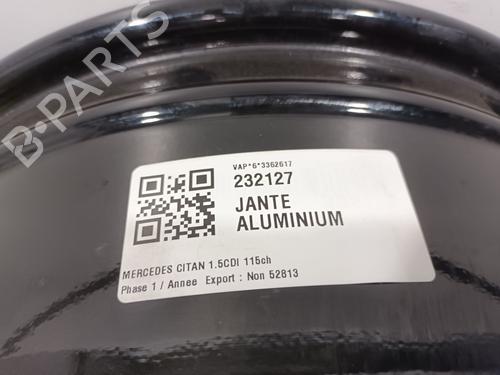 VAP*6*3362617
232127
JANTE
ALUMINIUM
MERCEDES CITAN 1.5CDI 115ch
Phase 1 / Annee Export : Non 52813
B-PARTS